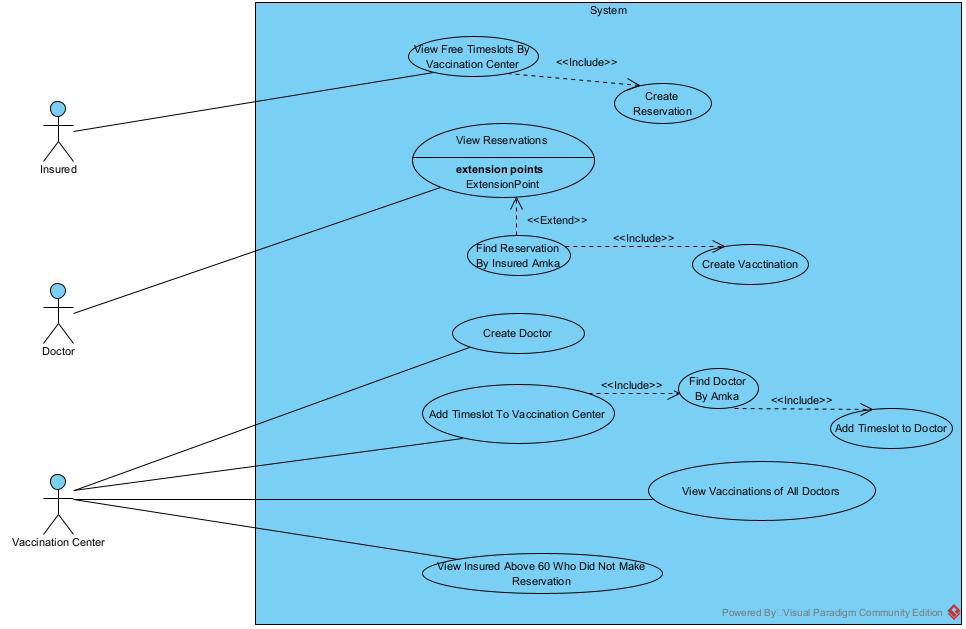 System
View Free Timeslots By
Vaccination Center
<<Include>>
Create
Reservation
Insured
View Reservations
extension points
ExtensionPoint
<<Extend>>
Find Reservation
By Insured Amka
<<Include>>
Create Vacctination
Doctor
Create Doctor
Add Timeslot To Vaccination Center
<<Include>>
Find Doctor
By Amka
<<Include>>
Add Timeslot to Doctor
View Vaccinations of All Doctors
Vaccination Center
View Insured Above 60 Who Did Not Make
Reservation
Powered By Visual Paradigm Community Edition